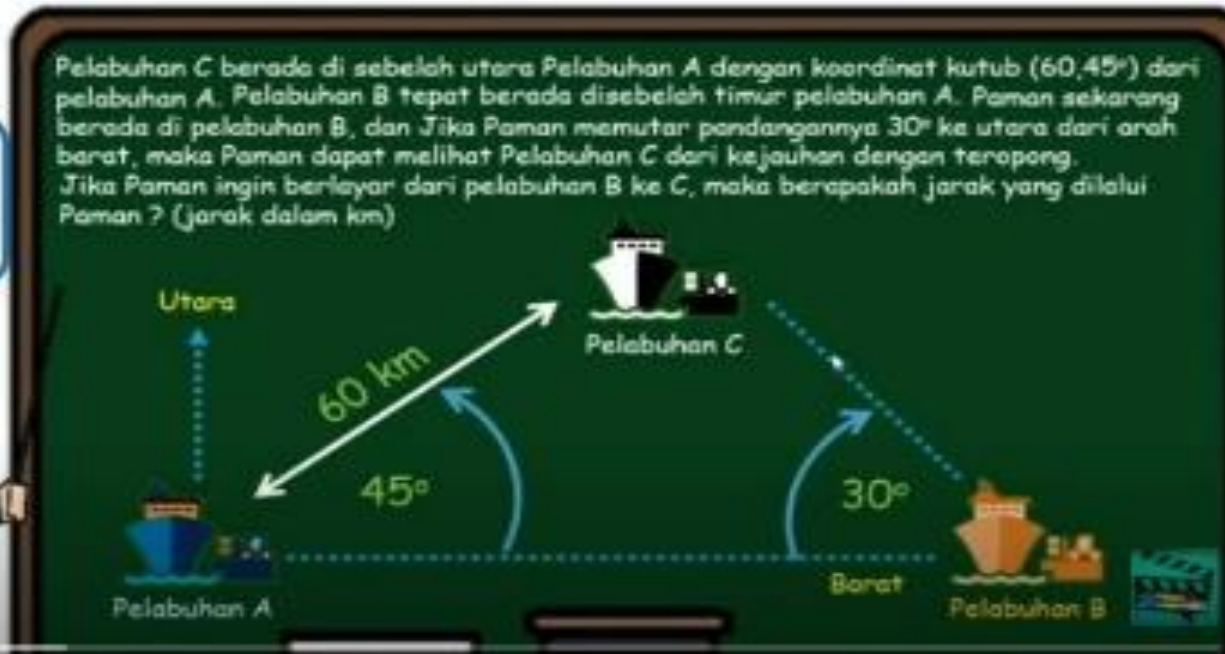 Pelabuhan C berada di sebelah utara Pelabuhan A dengan koordinat kutub (60,45°) dari
pelabuhan A. Pelabuhan B tepat berada disebelah timur pelabuhan A. Paman sekarang
berada di pelabuhan B, dan Jika Paman memutar pandangannya 30° ke utara dari arah
barat, maka Paman dapat melihat Pelabuhan C dari kejauhan dengan teropong.
Jika Paman ingin berlayar dari pelabuhan B ke C, maka berapakah jarak yang dilalui
Paman ? (jarak dalam km)
Utara
Pelabuhan C
60 km
45°
30°
Barat
Pelabuhan A
Pelabuhan B